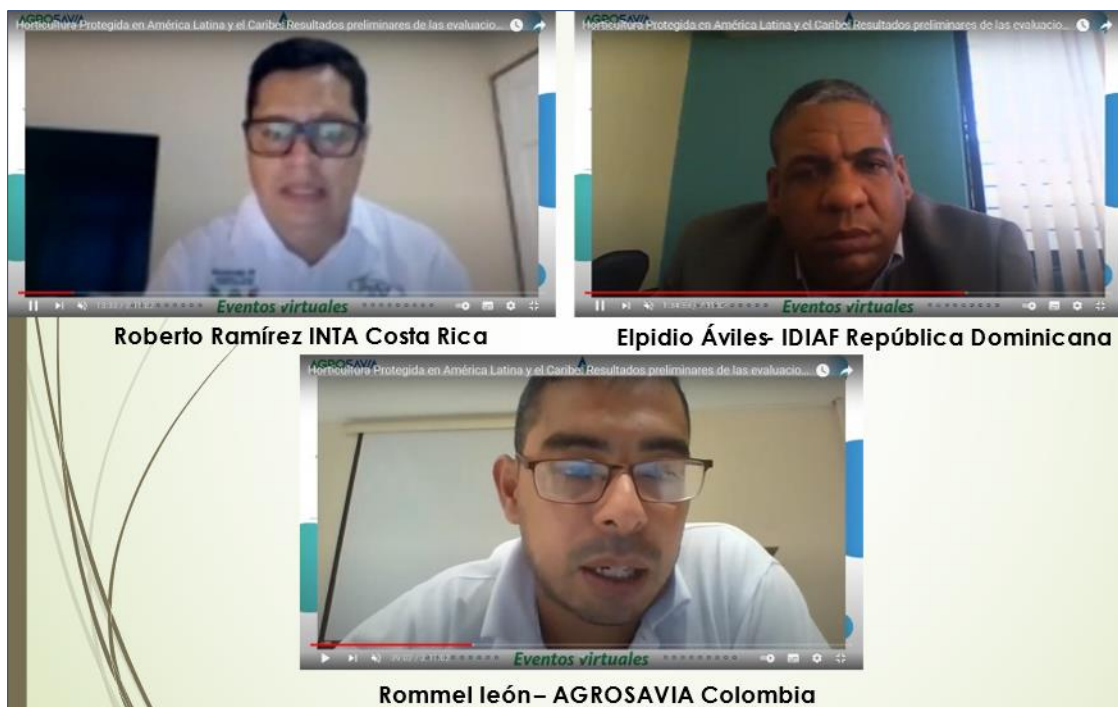 AGROSAVIA
Horticultura Protegida en América Latina y el Caribe: Resultados preliminares de las evaluacio...
Eventos virtuales
AGROSAVIA
Horticultura Protegida en América Latina y el Caribe: Resultados preliminares de las evaluacio...
Eventos virtuales
Roberto Ramírez INTA Costa Rica
Elpidio Áviles- IDIAF República Dominicana
AGROSAVIA
Horticultura Protegida en América Latina y el Caribe: Resultados preliminares de las evaluacio...
Eventos virtuales
Rommel león– AGROSAVIA Colombia